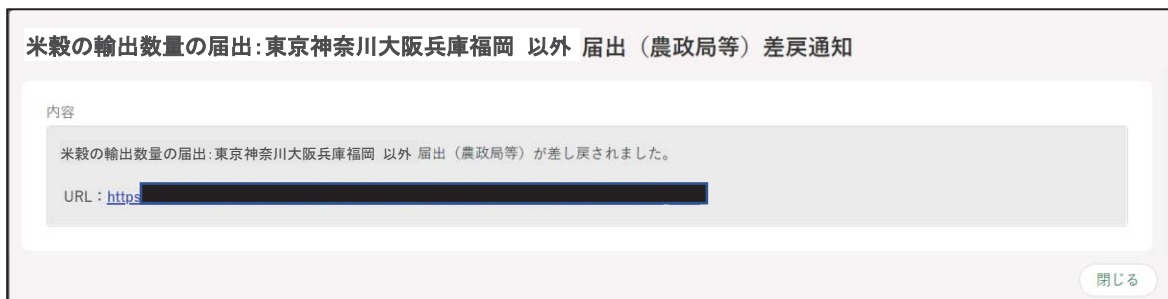 米穀の輸出数量の届出:東京神奈川大阪兵庫福岡 以外 届出（農政局等）差戻通知
内容
米穀の輸出数量の届出:東京神奈川大阪兵庫福岡 以外 届出（農政局等）が差し戻されました。
URL：https
閉じる